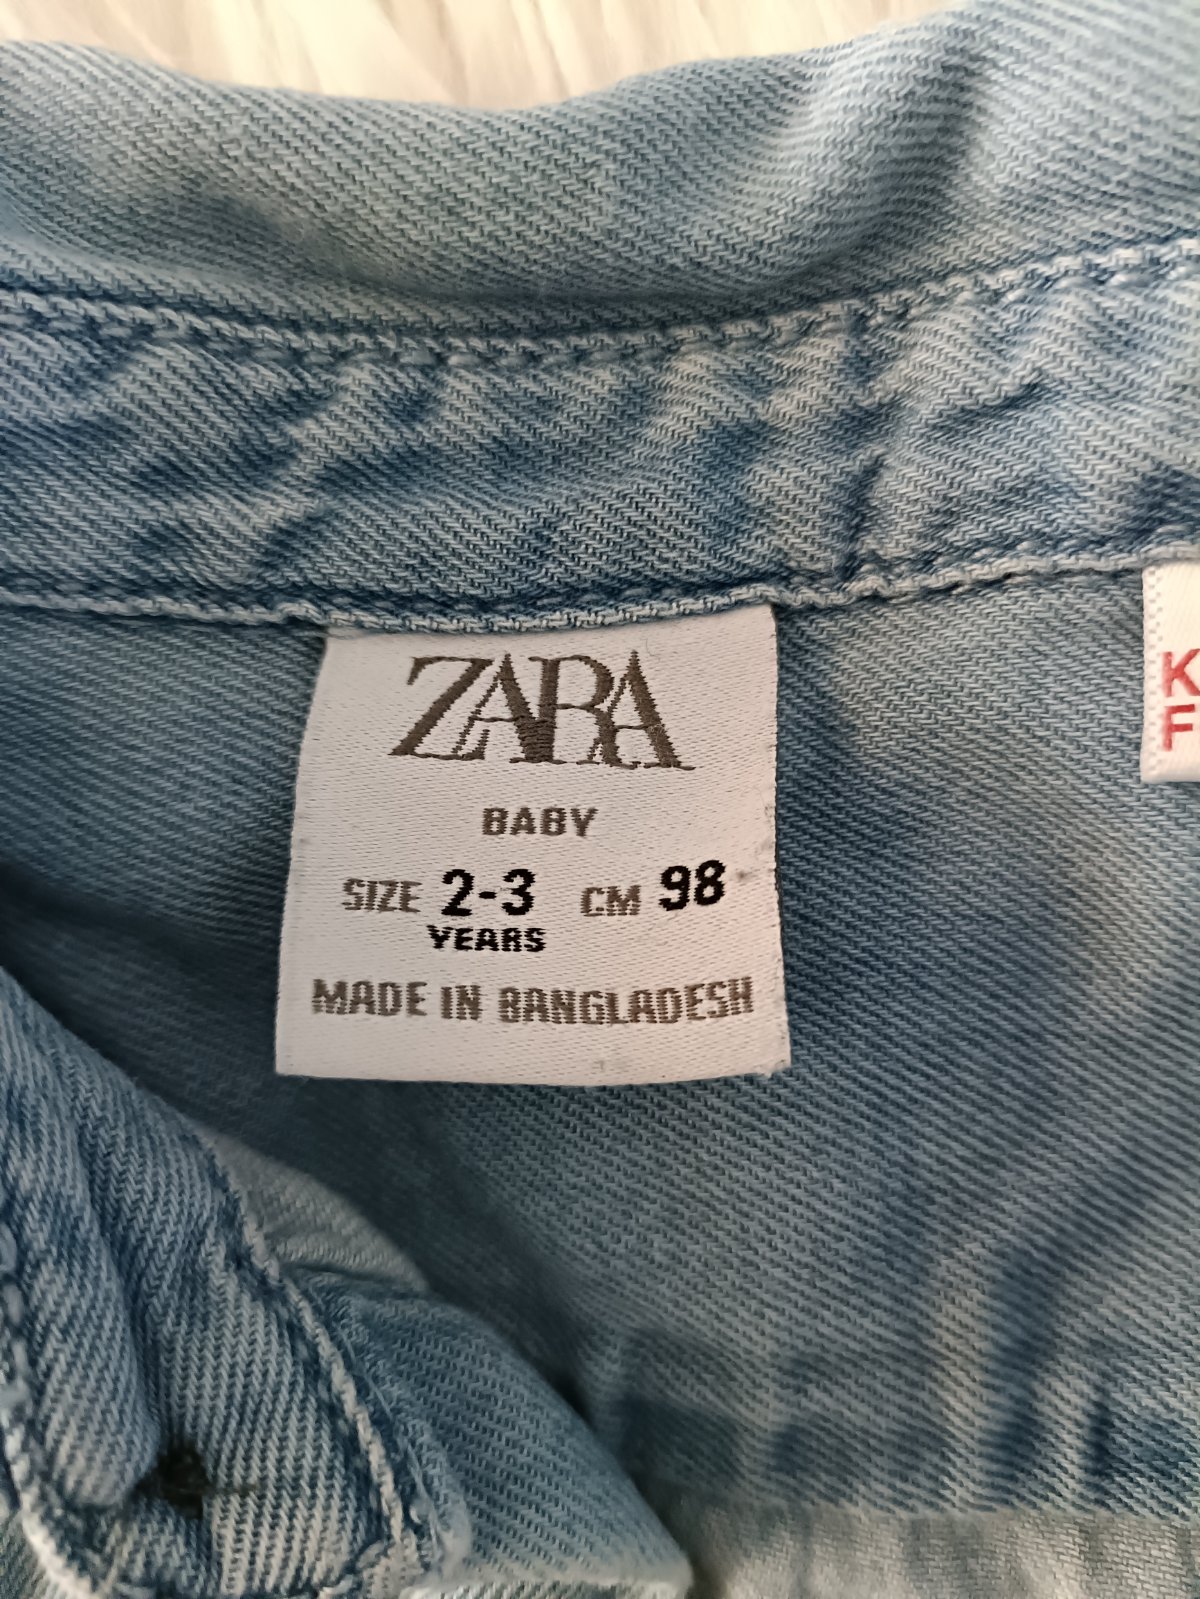 ZARA
BABY
SIZE 2-3 CM 98
YEARS
MADE IN BANGLADESH
K
F